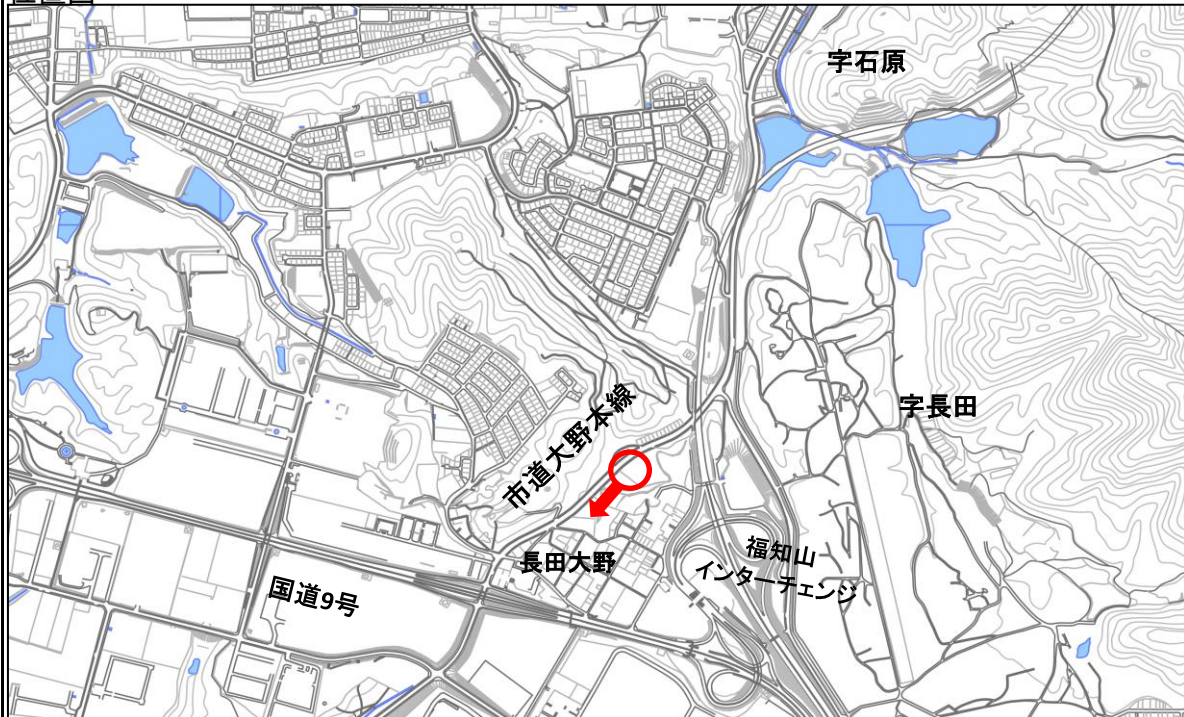 字石原
字長田
市道大野本線
長田大野
福知山
インターチェンジ
国道9号